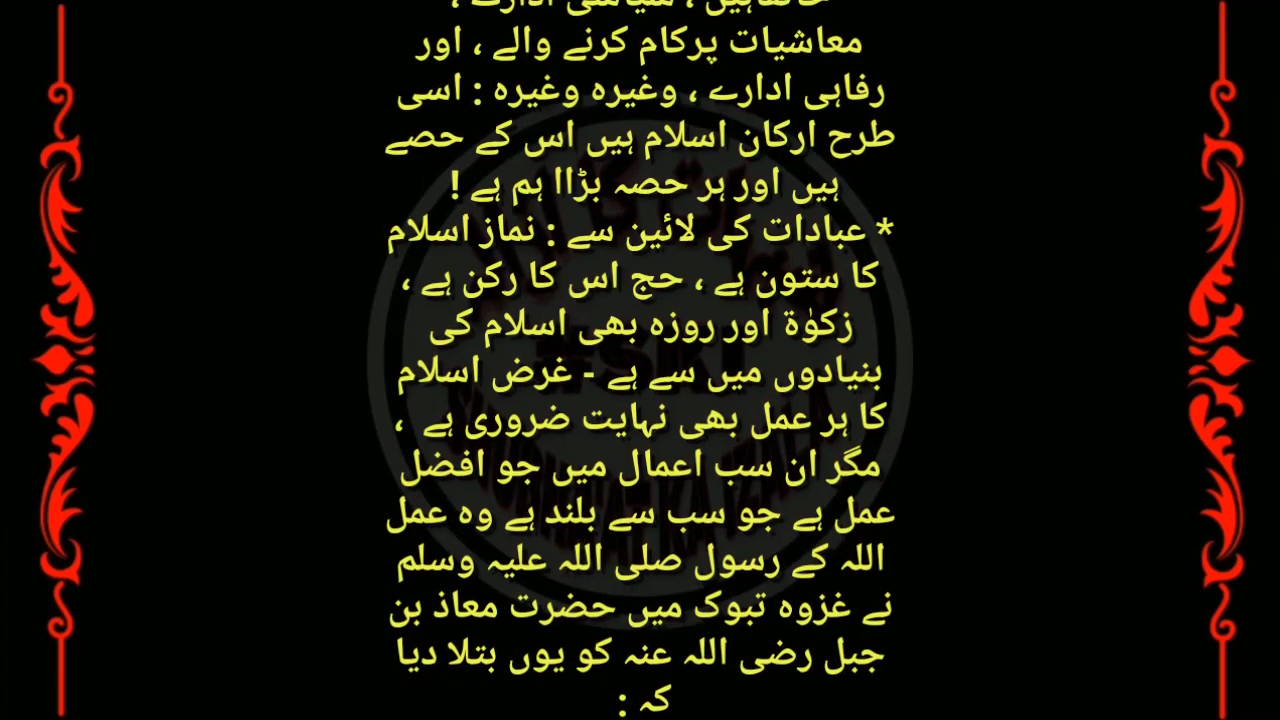 خانقاہیں ، سیاسی ادارے ،
معاشیات پرکام کرنے والے ، اور
رفاہی ادارے ، وغیرہ وغیرہ : اسی
طرح ارکان اسلام ہیں اس کے حصے
ہیں اور ہر حصہ بڑاا ہم ہے !
* عبادات کی لائین سے : نماز اسلام
کا ستون ہے ، حج اس کا رکن ہے ،
زکوٰۃ اور روزہ بھی اسلام کی
بنیادوں میں سے ہے - غرض اسلام
کا ہر عمل بھی نہایت ضروری ہے ،
مگر ان سب اعمال میں جو افضل
عمل ہے جو سب سے بلند ہے وہ عمل
اللہ کے رسول صلی اللہ علیہ وسلم
نے غزوہ تبوک میں حضرت معاذ بن
جبل رضی اللہ عنہ کو یوں بتلا دیا
کہ :